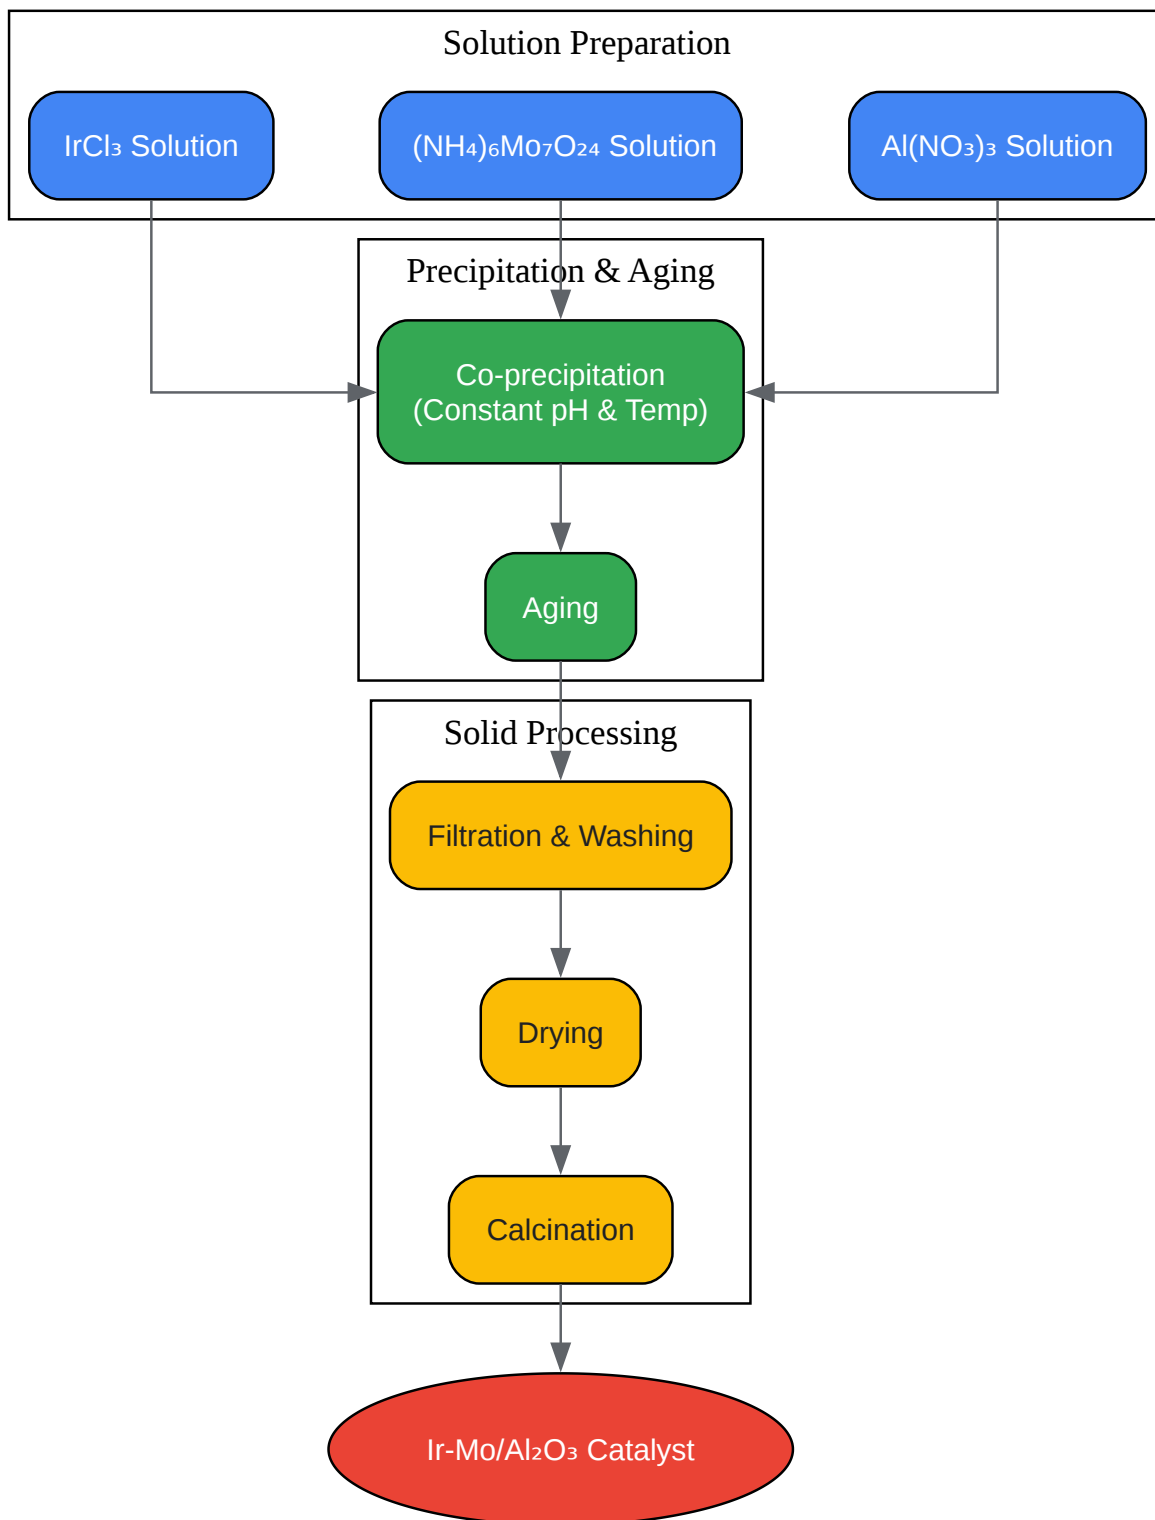 Solution Preparation
IrCl₃ Solution
(NH₄)₆Mo₇O₂₄ Solution
Al(NO₃)₃ Solution
Precipitation & Aging
Co-precipitation
(Constant pH & Temp)
Aging
Solid Processing
Filtration & Washing
Drying
Calcination
Ir-Mo/Al₂O₃ Catalyst